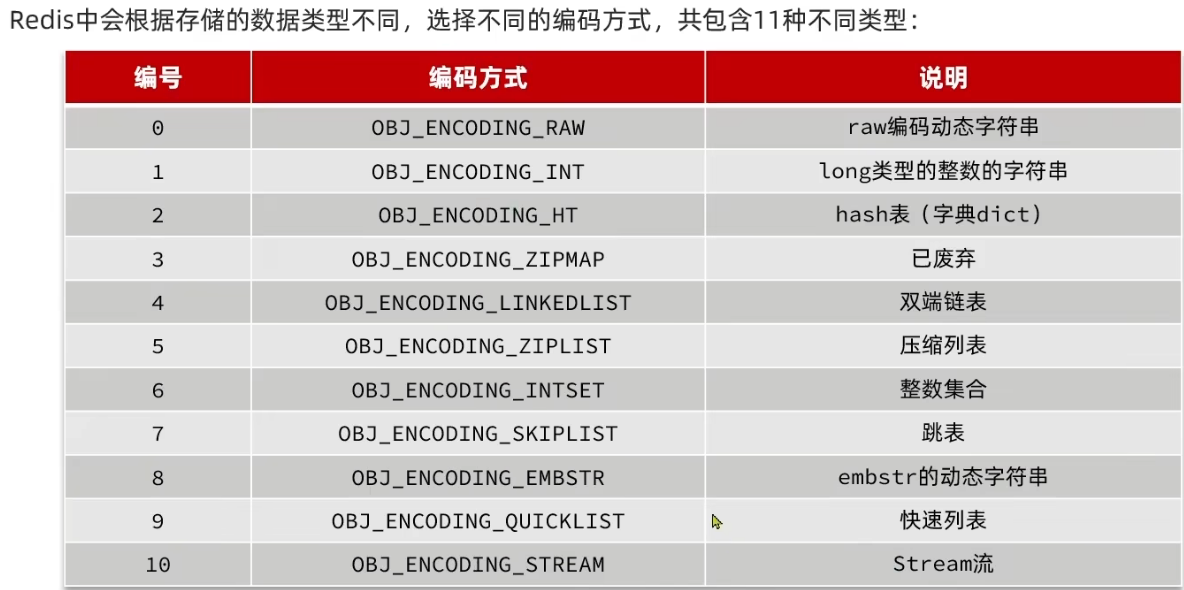 Redis中会根据存储的数据类型不同，选择不同的编码方式，共包含11种不同类型：
编号 编码方式 说明
0 OBJ_ENCODING_RAW raw编码动态字符串
1 OBJ_ENCODING_INT long类型的整数的字符串
2 OBJ_ENCODING_HT hash表（字典dict）
3 OBJ_ENCODING_ZIPMAP 已废弃
4 OBJ_ENCODING_LINKEDLIST 双端链表
5 OBJ_ENCODING_ZIPLIST 压缩列表
6 OBJ_ENCODING_INTSET 整数集合
7 OBJ_ENCODING_SKIPLIST 跳表
8 OBJ_ENCODING_EMBSTR embstr的动态字符串
9 OBJ_ENCODING_QUICKLIST 快速列表
10 OBJ_ENCODING_STREAM Stream流